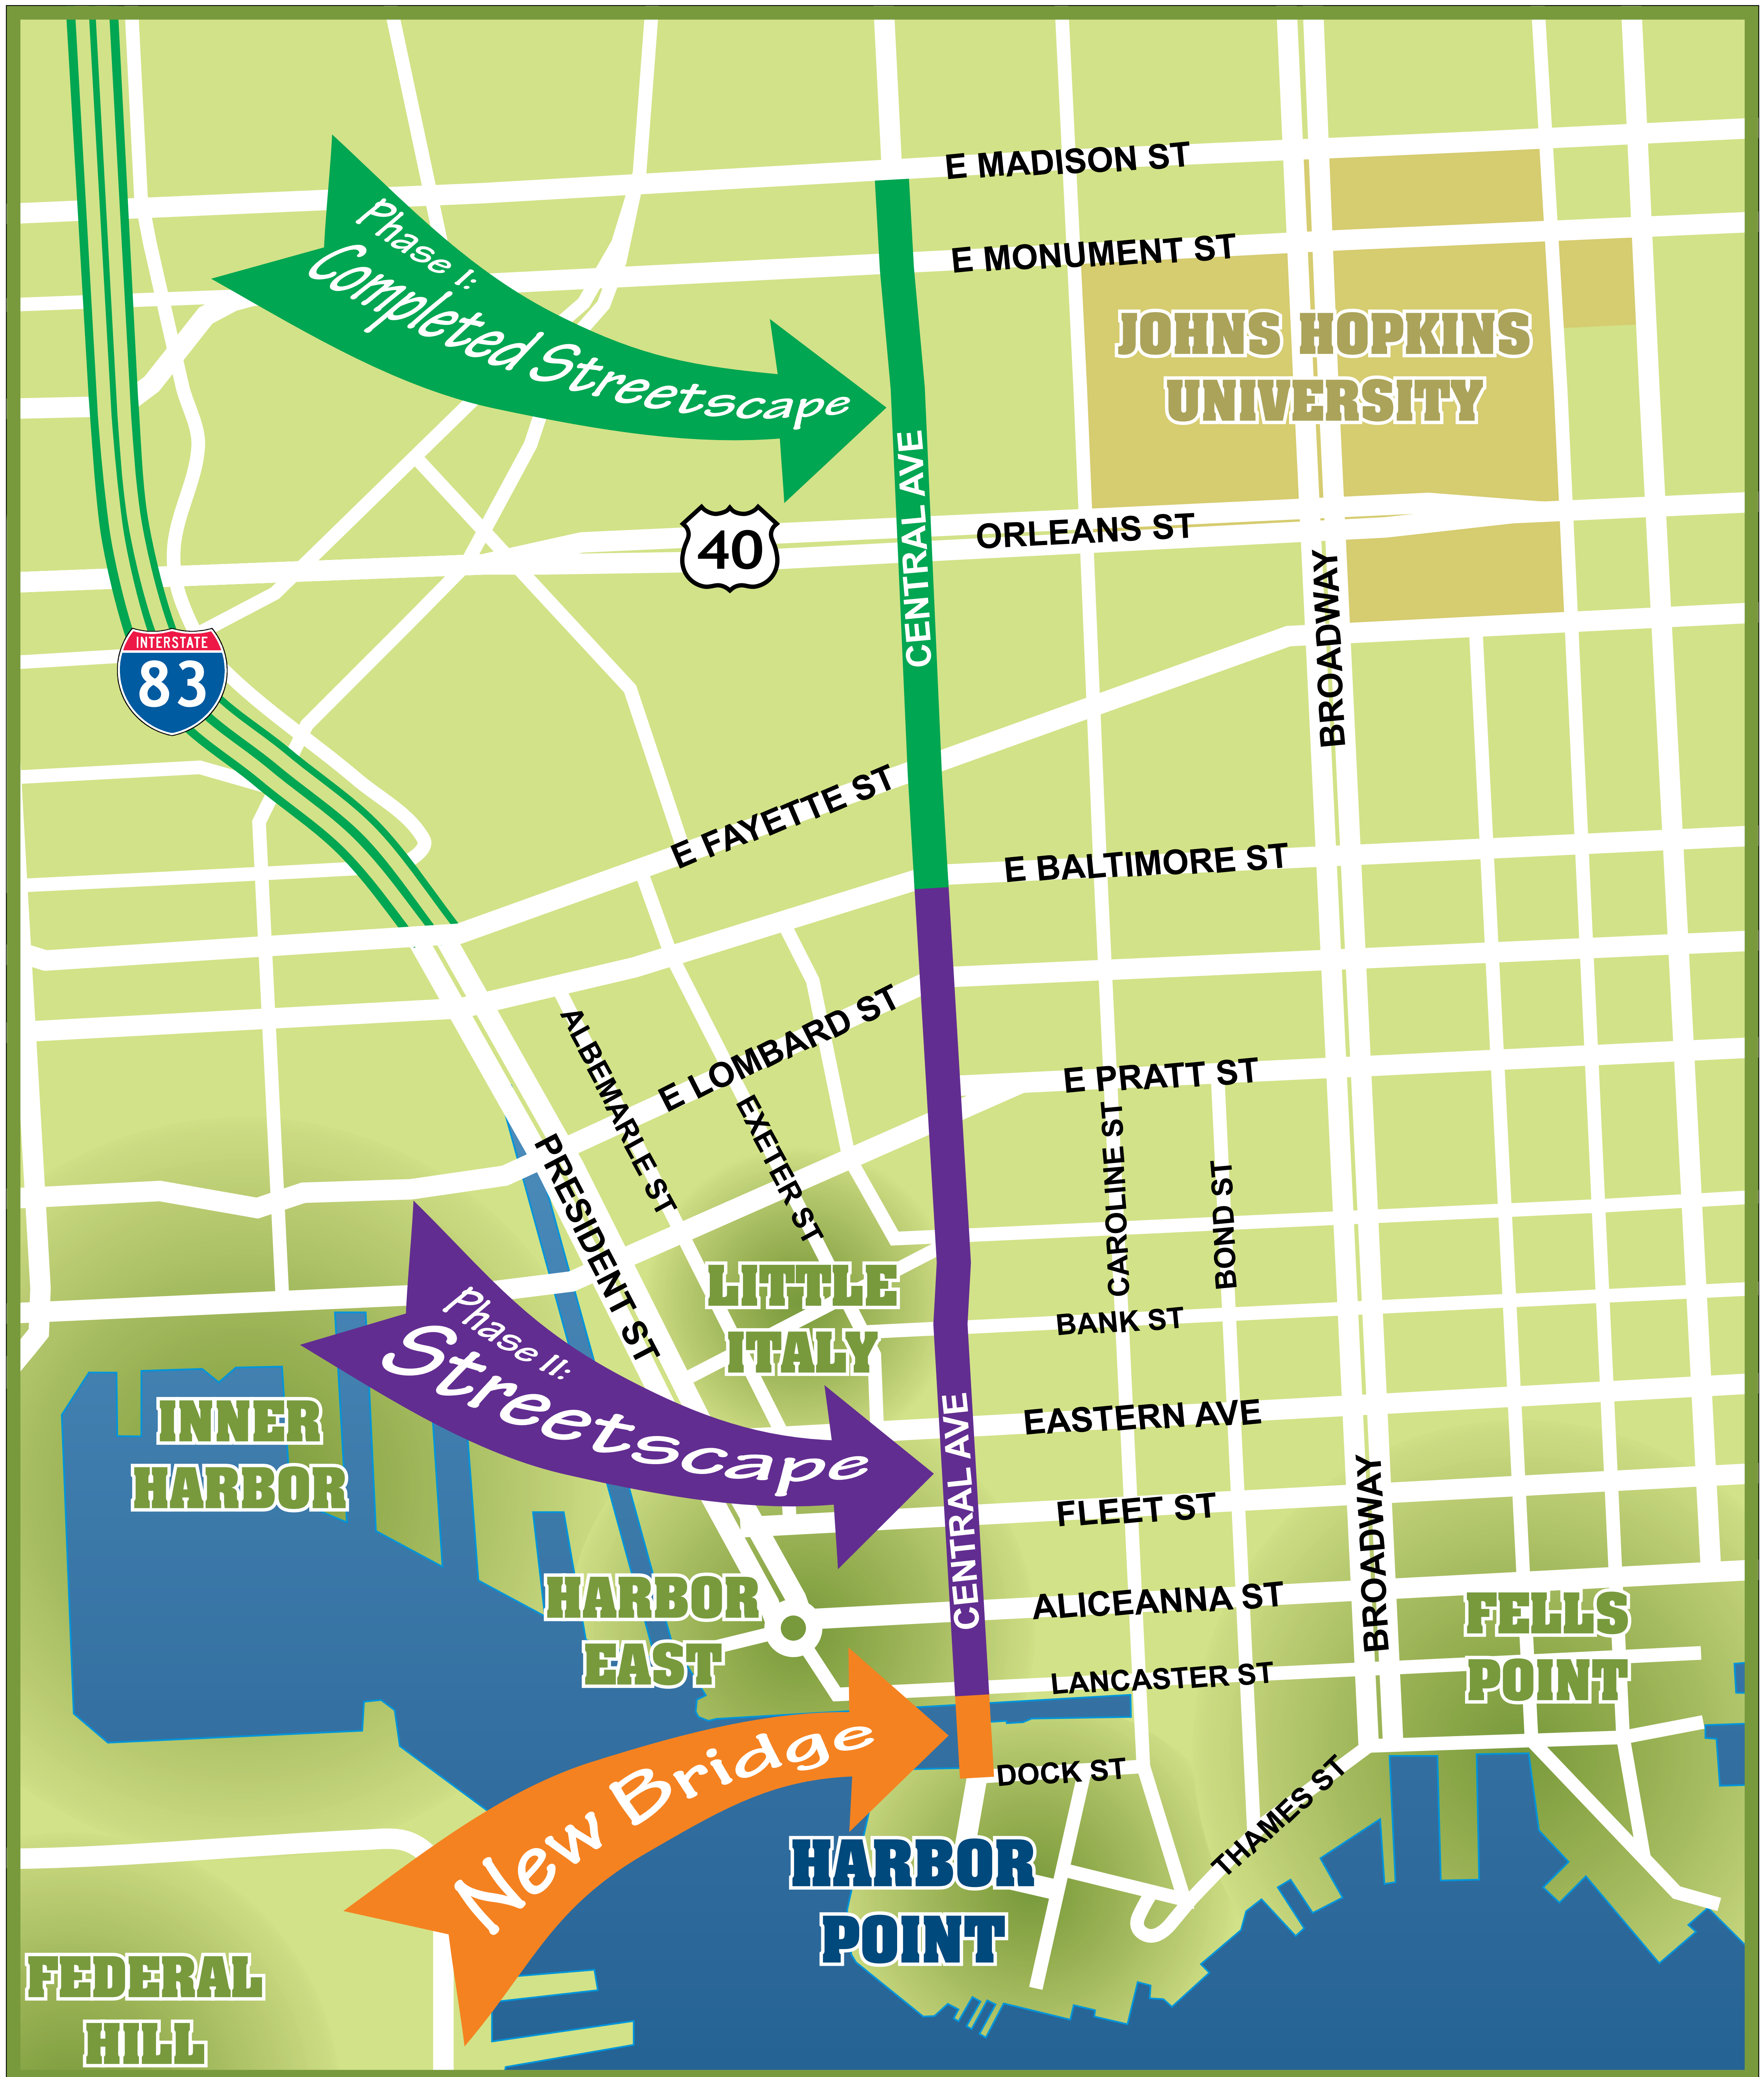 E MADISON ST
Phase I:
Completed Streetscape
E MONUMENT ST
JOHNS HOPKINS
UNIVERSITY
CENTRAL AVE
40
ORLEANS ST
BROADWAY
INTERSTATE
83
E FAYETTE ST
E BALTIMORE ST
E LOMBARD ST
ALBEMARLE ST
E PRATT ST
EXETER ST
CAROLINE ST
BOND ST
PRESIDENT ST
LITTLE
ITALY
BANK ST
Phase II:
Streetscape
INNER
HARBOR
CENTRAL AVE
EASTERN AVE
BROADWAY
FLEET ST
HARBOR
EAST
ALICEANNA ST
FELLS
POINT
LANCASTER ST
New Bridge
DOCK ST
THAMES ST
HARBOR
POINT
FEDERAL
HILL